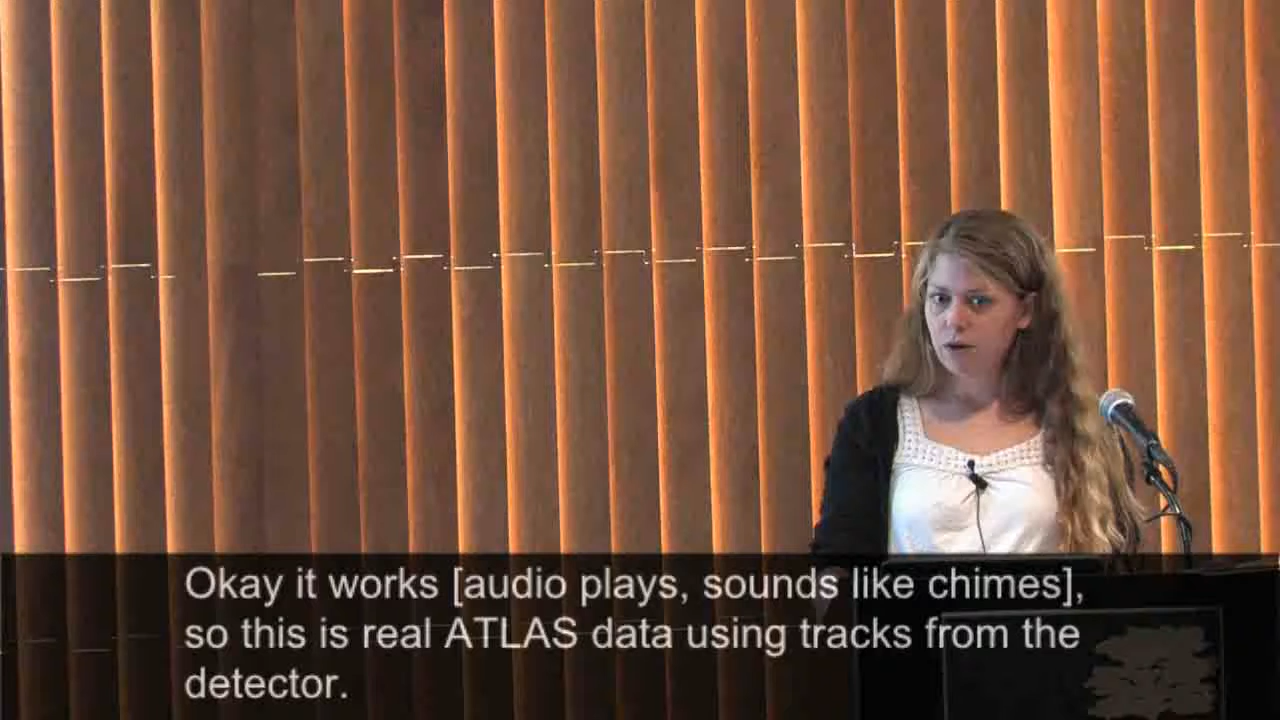 Okay it works [audio plays, sounds like chimes],
so this is real ATLAS data using tracks from the
detector.